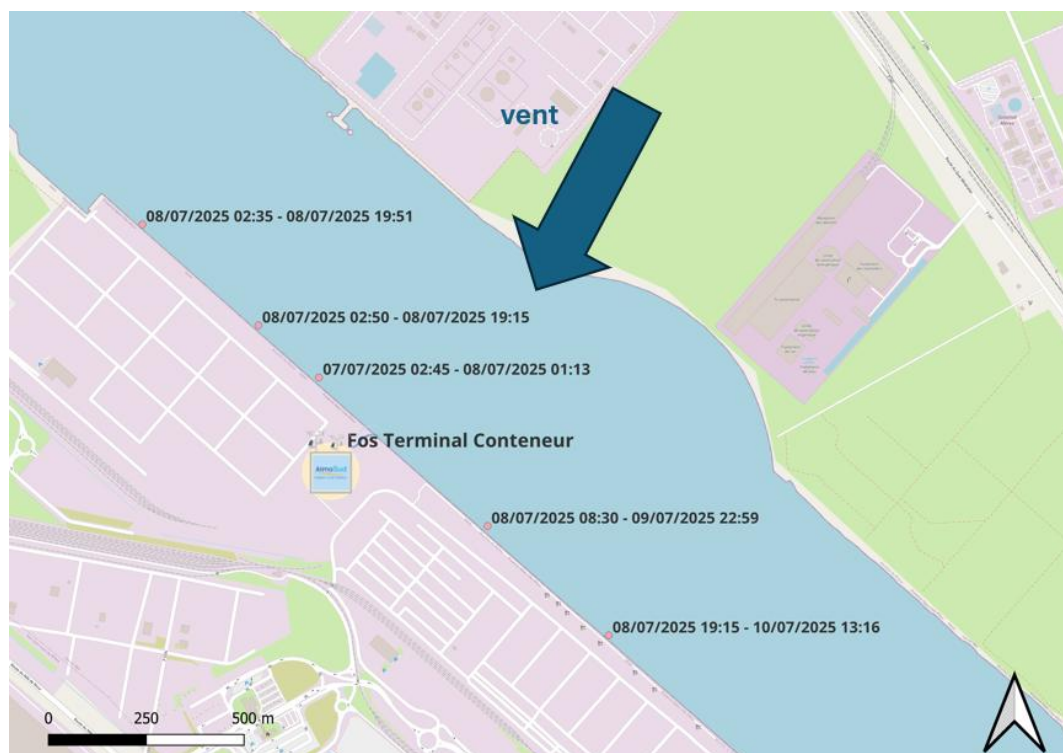 vent
08/07/2025 02:35 - 08/07/2025 19:51
08/07/2025 02:50 - 08/07/2025 19:15
07/07/2025 02:45 - 08/07/2025 01:13
Fos Terminal Conteneur
08/07/2025 08:30 - 09/07/2025 22:59
08/07/2025 19:15 - 10/07/2025 13:16
0 250 500 m